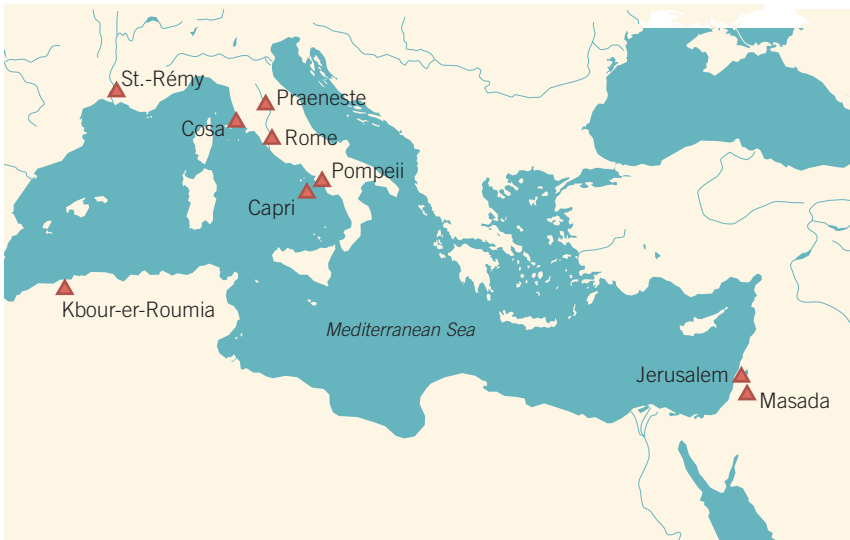 St.-Rémy
Praeneste
Cosa
Rome
Pompeii
Capri
Kbour-er-Roumia
Mediterranean Sea
Jerusalem
Masada